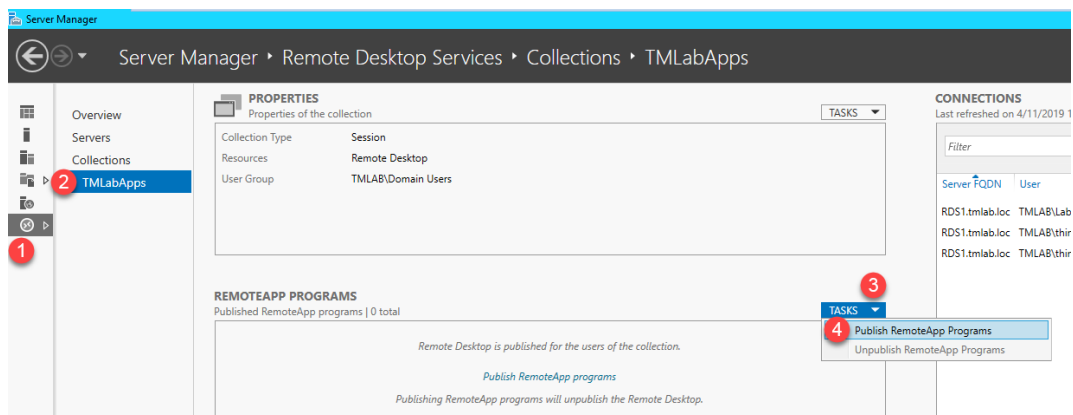 Server Manager
Server Manager ‣ Remote Desktop Services ‣ Collections ‣ TMLabApps
Overview
Servers
Collections
2 TMLabApps
1
PROPERTIES
Properties of the collection
TASKS
Collection Type Session
Resources Remote Desktop
User Group TMLAB\Domain Users
REMOTEAPP PROGRAMS
Published RemoteApp programs | 0 total
3
TASKS
4 Publish RemoteApp Programs
Unpublish RemoteApp Programs
Remote Desktop is published for the users of the collection.
Publish RemoteApp programs
Publishing RemoteApp programs will unpublish the Remote Desktop.
CONNECTIONS
Last refreshed on 4/11/2019 1
Filter
Server FQDN User
RDS1.tmlab.loc TMLAB\Lab
RDS1.tmlab.loc TMLAB\thir
RDS1.tmlab.loc TMLAB\thir